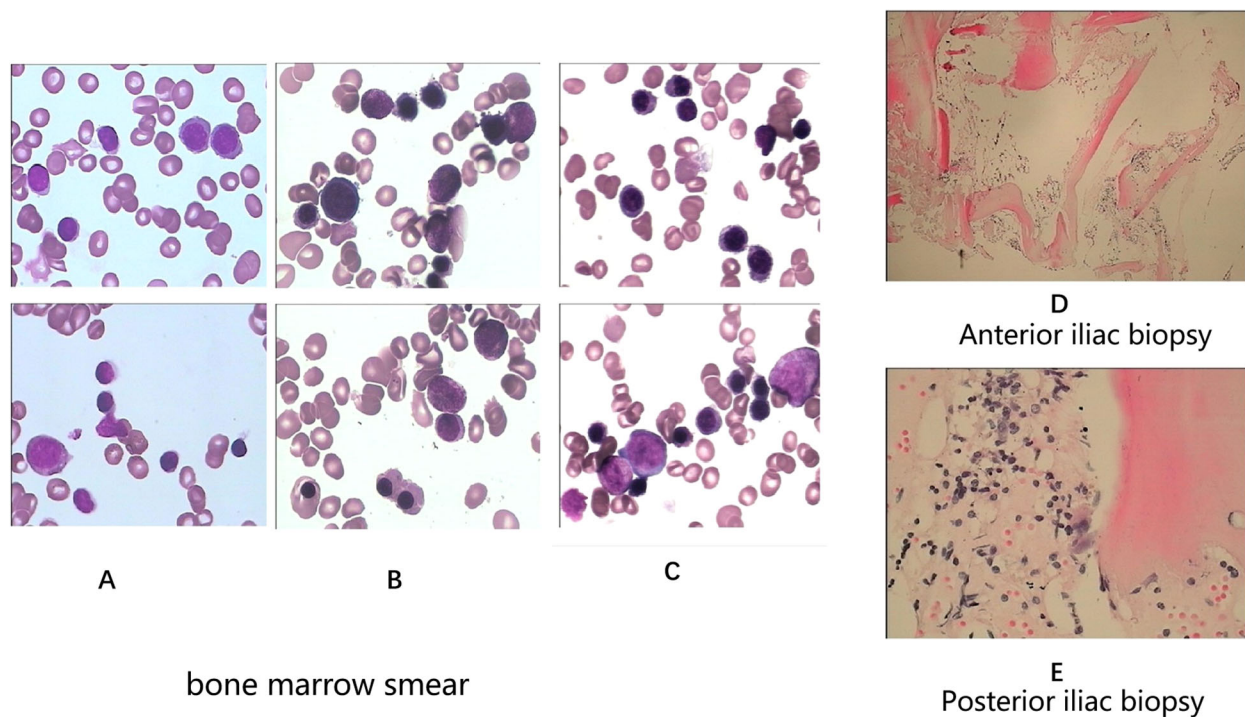 A
B
C
bone marrow smear
D
Anterior iliac biopsy
E
Posterior iliac biopsy